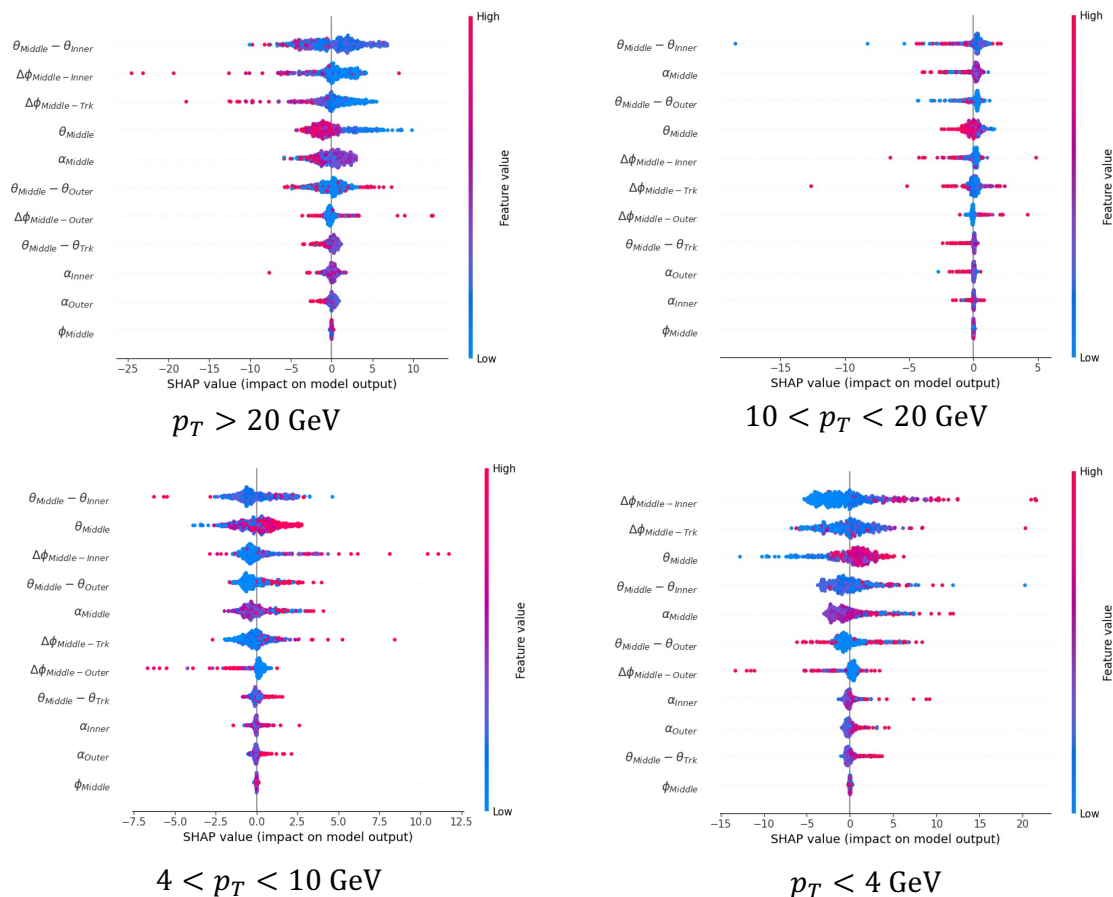 High
θ_Middle − θ_Inner
Δϕ_Middle−Inner
Δϕ_Middle−Trk
θ_Middle
α_Middle
θ_Middle − θ_Outer
Δϕ_Middle−Outer
θ_Middle − θ_Trk
α_Inner
α_Outer
ϕ_Middle
Feature value
Low
−25 −20 −15 −10 −5 0 5 10
SHAP value (impact on model output)
p_T > 20 GeV
High
θ_Middle − θ_Inner
α_Middle
θ_Middle − θ_Outer
θ_Middle
Δϕ_Middle−Inner
Δϕ_Middle−Trk
Δϕ_Middle−Outer
θ_Middle − θ_Trk
α_Outer
α_Inner
ϕ_Middle
Feature value
Low
−15 −10 −5 0 5
SHAP value (impact on model output)
10 < p_T < 20 GeV
High
θ_Middle − θ_Inner
θ_Middle
Δϕ_Middle−Inner
θ_Middle − θ_Outer
α_Middle
Δϕ_Middle−Trk
Δϕ_Middle−Outer
θ_Middle − θ_Trk
α_Inner
α_Outer
ϕ_Middle
Feature value
Low
−7.5 −5.0 −2.5 0.0 2.5 5.0 7.5 10.0 12.5
SHAP value (impact on model output)
4 < p_T < 10 GeV
High
Δϕ_Middle−Inner
Δϕ_Middle−Trk
θ_Middle
θ_Middle − θ_Inner
α_Middle
θ_Middle − θ_Outer
Δϕ_Middle−Outer
α_Inner
α_Outer
θ_Middle − θ_Trk
ϕ_Middle
Feature value
Low
−15 −10 −5 0 5 10 15 20
SHAP value (impact on model output)
p_T < 4 GeV